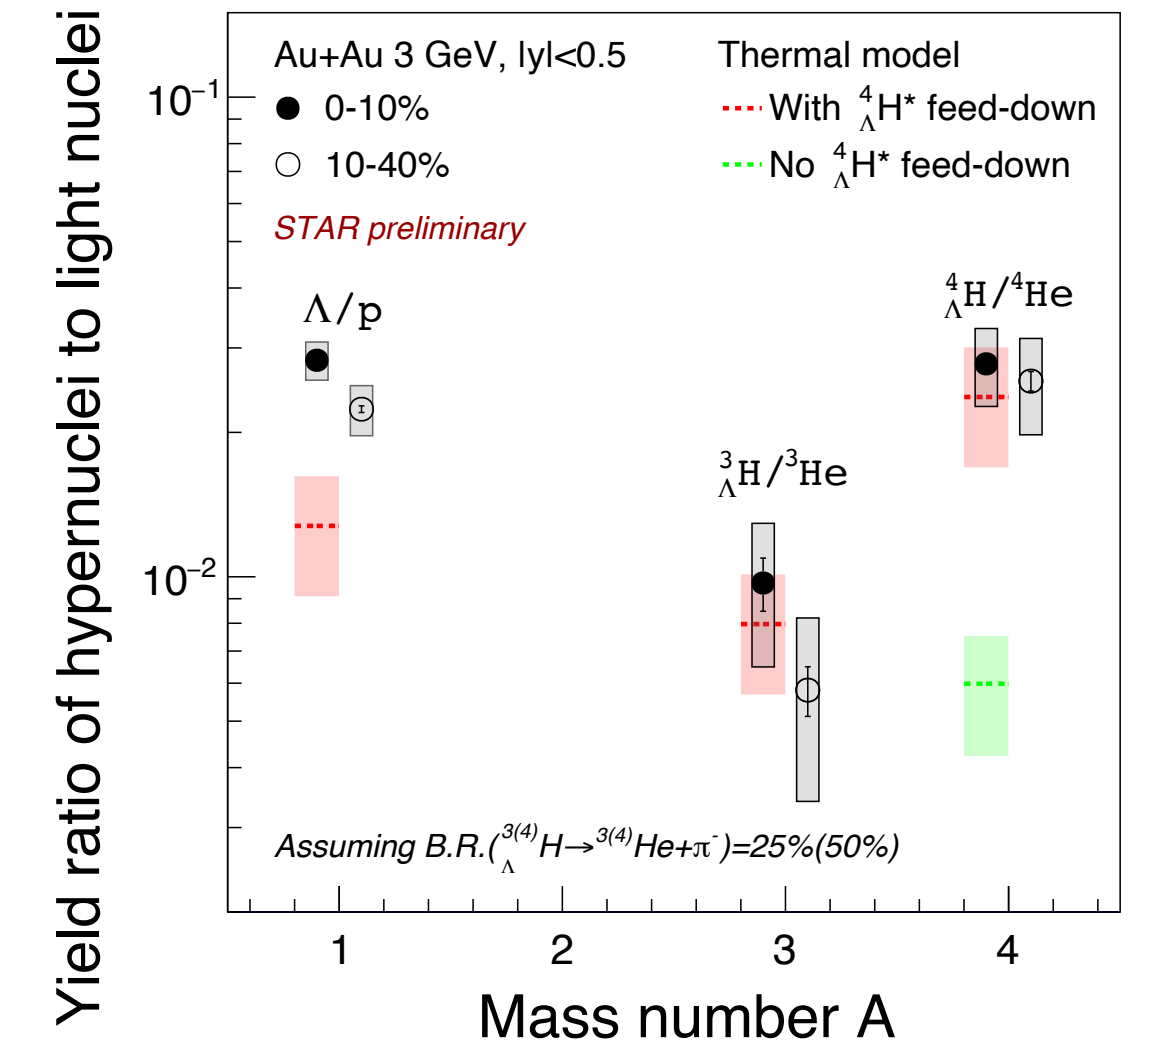 Yield ratio of hypernuclei to light nuclei
Au+Au 3 GeV, |y|<0.5
0-10%
10-40%
STAR preliminary
Thermal model
With ⁴ΛH* feed-down
No ⁴ΛH* feed-down
10⁻¹
10⁻²
Λ/p
³ΛH/³He
⁴ΛH/⁴He
Assuming B.R.(³⁽⁴⁾ΛH→³⁽⁴⁾He+π⁻)=25%(50%)
1 2 3 4
Mass number A